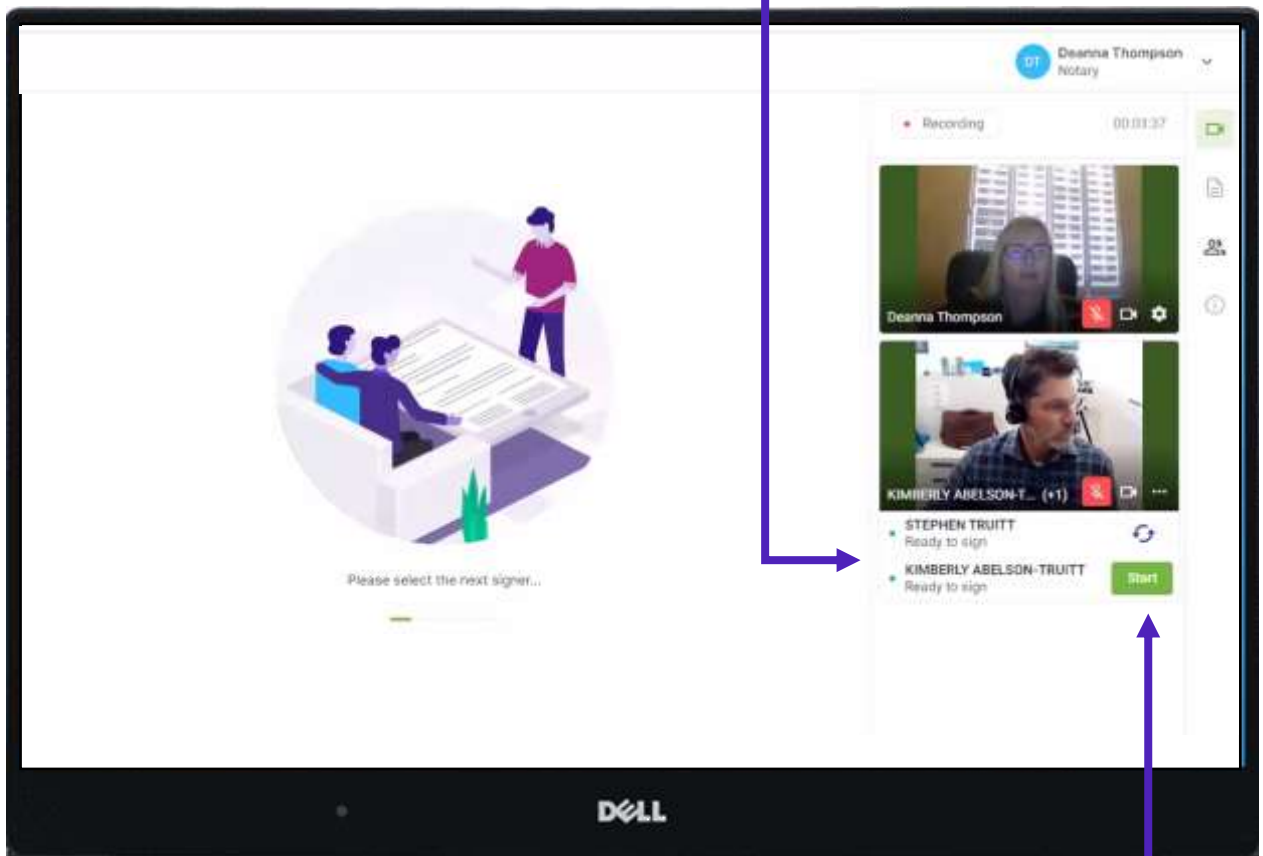 DT
Deanna Thompson
Notary
Recording
00:03:37
Deanna Thompson
KIMBERLY ABELSON-T... (+1)
STEPHEN TRUITT
Ready to sign
KIMBERLY ABELSON-TRUITT
Ready to sign
Start
Please select the next signer...
DELL